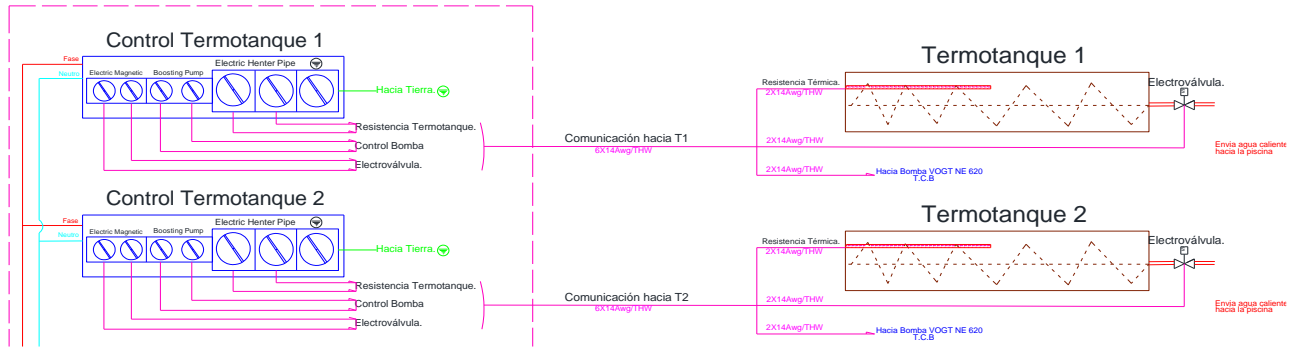 Control Termotanque 1
Fase
Neutro
Electric Magnetic
Boosting Pump
Electric Henter Pipe
Hacia Tierra.
Resistencia Termotanque.
Control Bomba
Electroválvula.
Comunicación hacia T1
6X14Awg/THW
Termotanque 1
Resistencia Térmica.
2X14Awg/THW
Electroválvula.
S
2X14Awg/THW
Envia agua caliente
hacia la piscina
2X14Awg/THW
Hacia Bomba VOGT NE 620
T.C.B
Control Termotanque 2
Fase
Neutro
Electric Magnetic
Boosting Pump
Electric Henter Pipe
Hacia Tierra.
Resistencia Termotanque.
Control Bomba
Electroválvula.
Comunicación hacia T2
6X14Awg/THW
Termotanque 2
Resistencia Térmica.
2X14Awg/THW
Electroválvula.
S
2X14Awg/THW
Envia agua caliente
hacia la piscina
2X14Awg/THW
Hacia Bomba VOGT NE 620
T.C.B